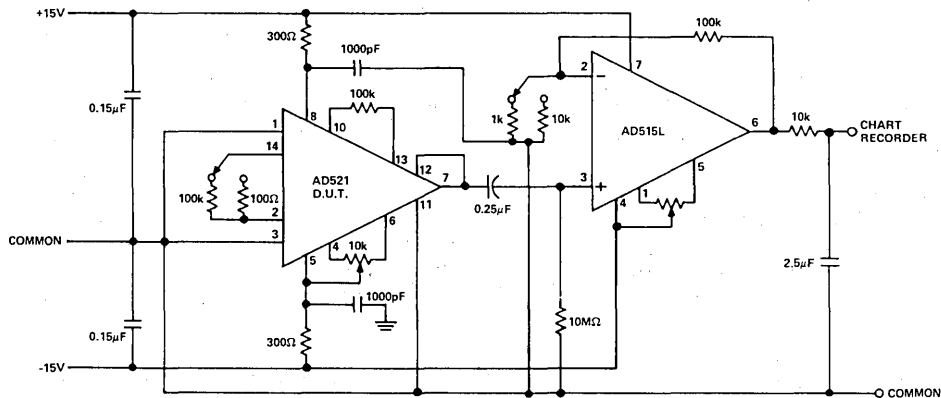 +15V
300Ω
1000pF
0.15μF
8
100k
10
13
1
14
100k
100Ω
2
3
AD521
D.U.T.
12
7
11
COMMON
4
10k
6
5
1000pF
300Ω
0.15μF
-15V
0.25μF
10MΩ
1k
10k
100k
2
−
7
AD515L
6
10k
CHART
RECORDER
3
+
4
1
5
2.5μF
COMMON